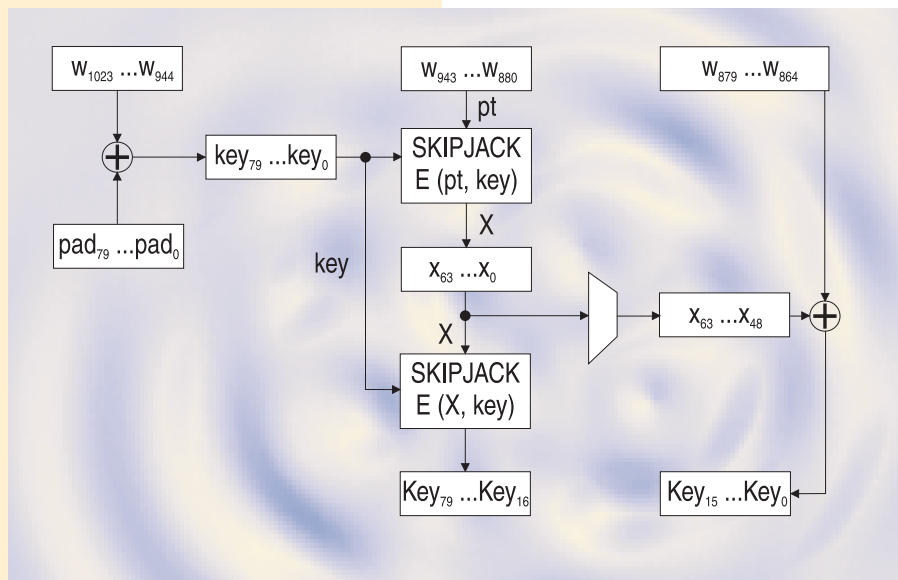 w₁₀₂₃ ...w₉₄₄
w₉₄₃ ...w₈₈₀
w₈₇₉ ...w₈₆₄
pt
key₇₉ ...key₀
SKIPJACK
E (pt, key)
pad₇₉ ...pad₀
X
key
x₆₃ ...x₀
x₆₃ ...x₄₈
X
SKIPJACK
E (X, key)
Key₇₉ ...Key₁₆
Key₁₅ ...Key₀